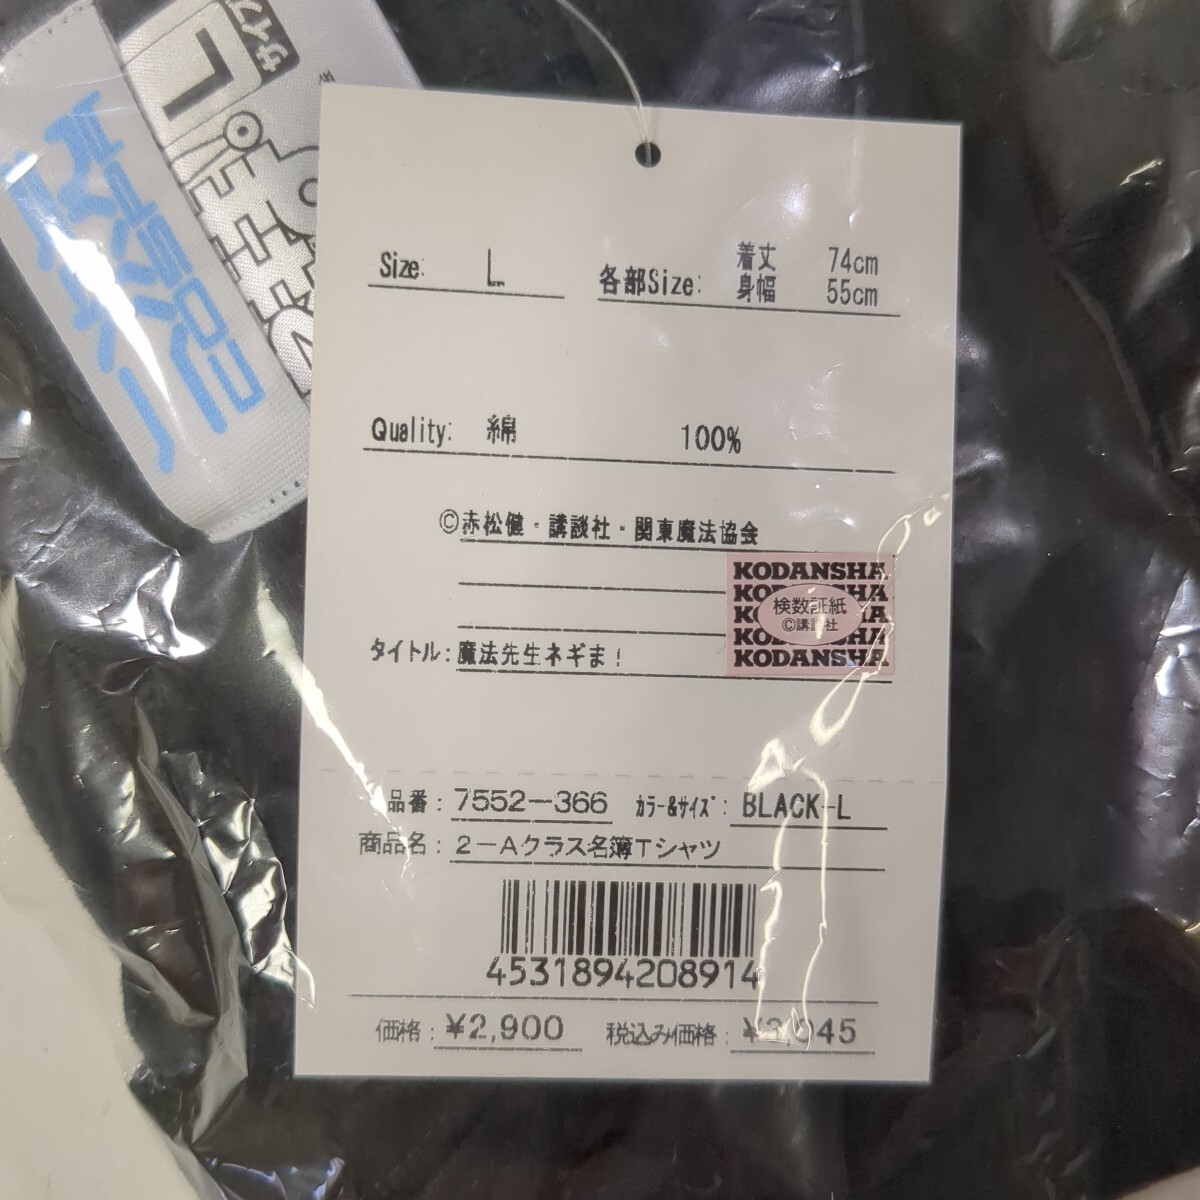 Size: L 各部Size: 着丈 74cm
身幅 55cm
Quality: 綿 100%
©赤松健・講談社・関東魔法協会
KODANSHA
検数証紙
©講談社
KODANSHA
タイトル: 魔法先生ネギま!
品番: 7552-366 カラー&サイズ: BLACK-L
商品名: 2-Aクラス名簿Tシャツ
4531894208914
価格: ¥2,900 税込み価格: ¥3,045